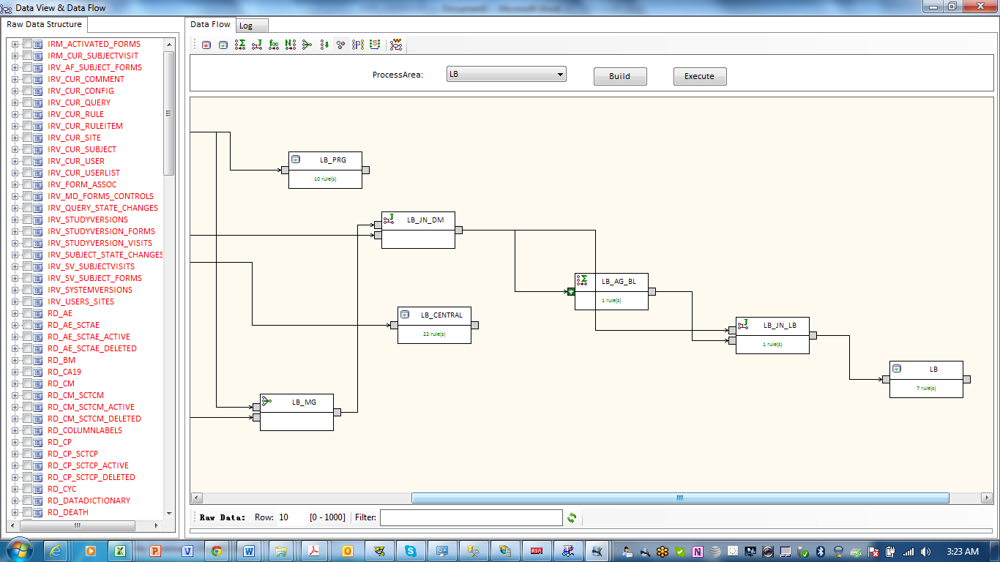 Data View & Data Flow
Raw Data Structure
IRM_ACTIVATED_FORMS
IRM_CUR_SUBJECTVISIT
IRV_AF_SUBJECT_FORMS
IRV_CUR_COMMENT
IRV_CUR_CONFIG
IRV_CUR_QUERY
IRV_CUR_RULE
IRV_CUR_RULEITEM
IRV_CUR_SITE
IRV_CUR_SUBJECT
IRV_CUR_USER
IRV_CUR_USERLIST
IRV_FORM_ASSOC
IRV_MD_FORMS_CONTROLS
IRV_QUERY_STATE_CHANGES
IRV_STUDYVERSIONS
IRV_STUDYVERSION_FORMS
IRV_STUDYVERSION_VISITS
IRV_SUBJECT_STATE_CHANGES
IRV_SV_SUBJECTVISITS
IRV_SV_SUBJECT_FORMS
IRV_SYSTEMVERSIONS
IRV_USERS_SITES
RD_AE
RD_AE_SCTAE
RD_AE_SCTAE_ACTIVE
RD_AE_SCTAE_DELETED
RD_BM
RD_CA19
RD_CM
RD_CM_SCTCM
RD_CM_SCTCM_ACTIVE
RD_CM_SCTCM_DELETED
RD_COLUMNLABELS
RD_CP
RD_CP_SCTCP
RD_CP_SCTCP_ACTIVE
RD_CP_SCTCP_DELETED
RD_CYC
RD_DATADICTIONARY
RD_DEATH
Data Flow Log
ProcessArea: LB Build Execute
LB_PRG
10 rule(s)
LB_JN_DM
LB_AG_BL
1 rule(s)
LB_CENTRAL
22 rule(s)
LB_JN_LB
1 rule(s)
LB
7 rule(s)
LB_MG
Raw Data: Row: 10 [0 - 1000] Filter:
RSA
3:23 AM